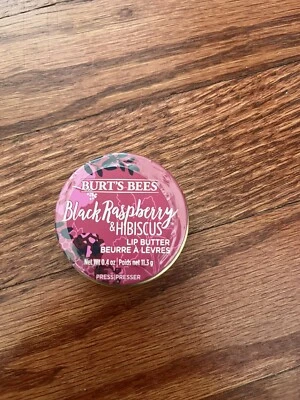 BURT'S BEES
Black Raspberry
& HIBISCUS
LIP BUTTER
BEURRE À LÈVRES
Net Wt 0.4 oz | Poids net 11.3 g
PRESS|PRESSER